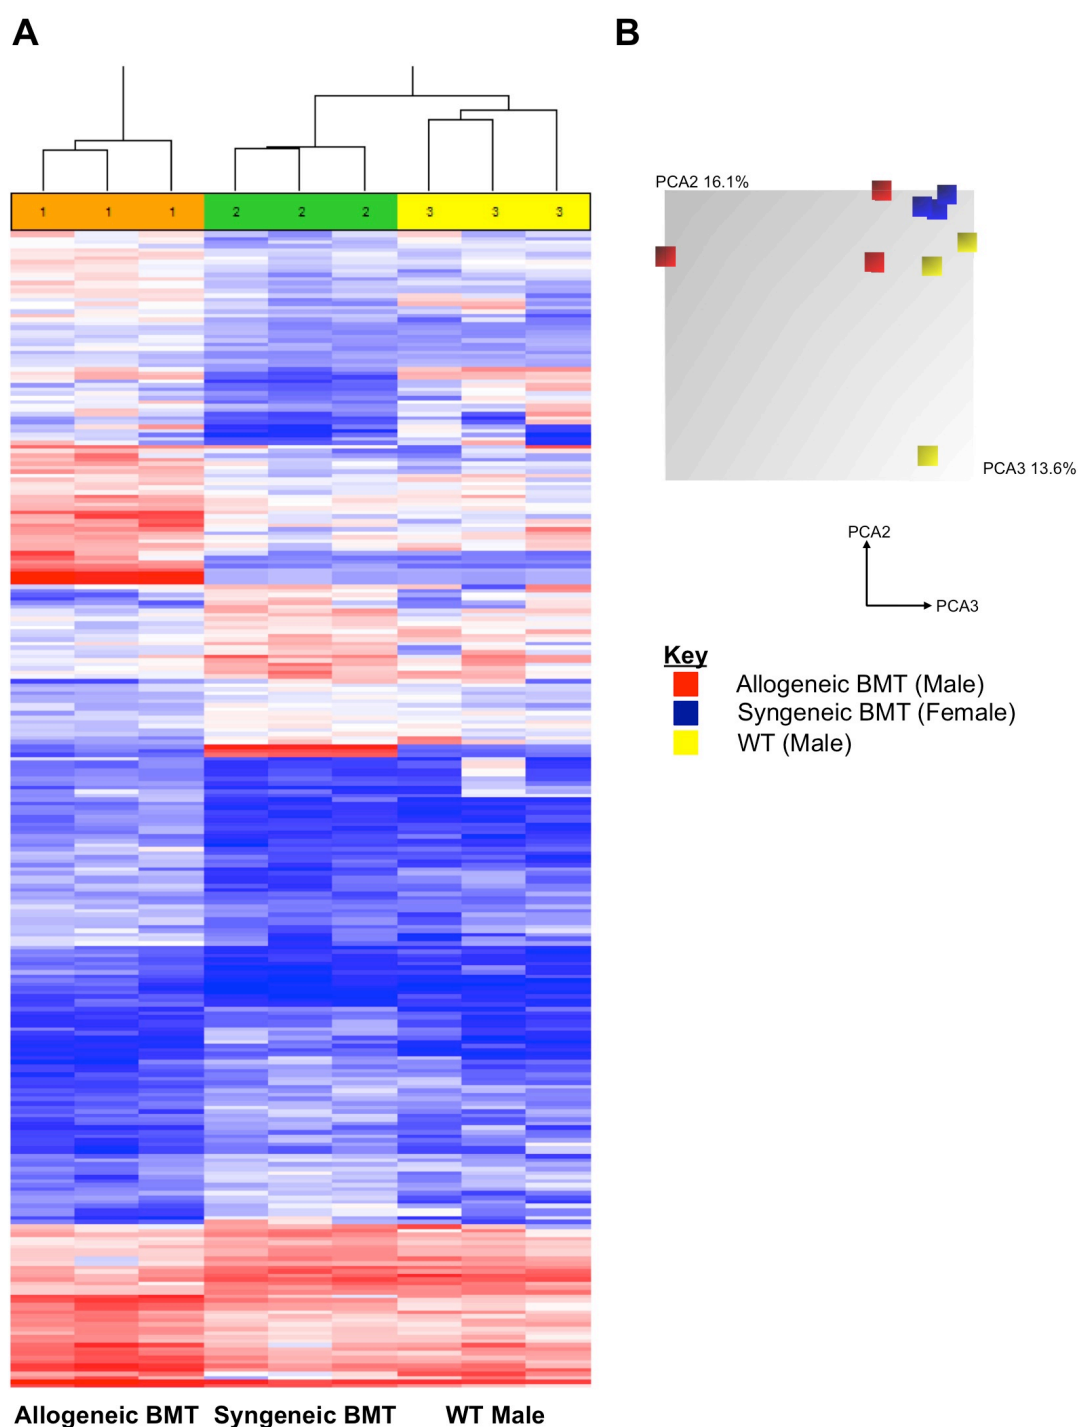 A
B
1 1 1 2 2 2 3 3 3
PCA2 16.1%
PCA3 13.6%
PCA2
PCA3
Key
Allogeneic BMT (Male)
Syngeneic BMT (Female)
WT (Male)
Allogeneic BMT Syngeneic BMT WT Male